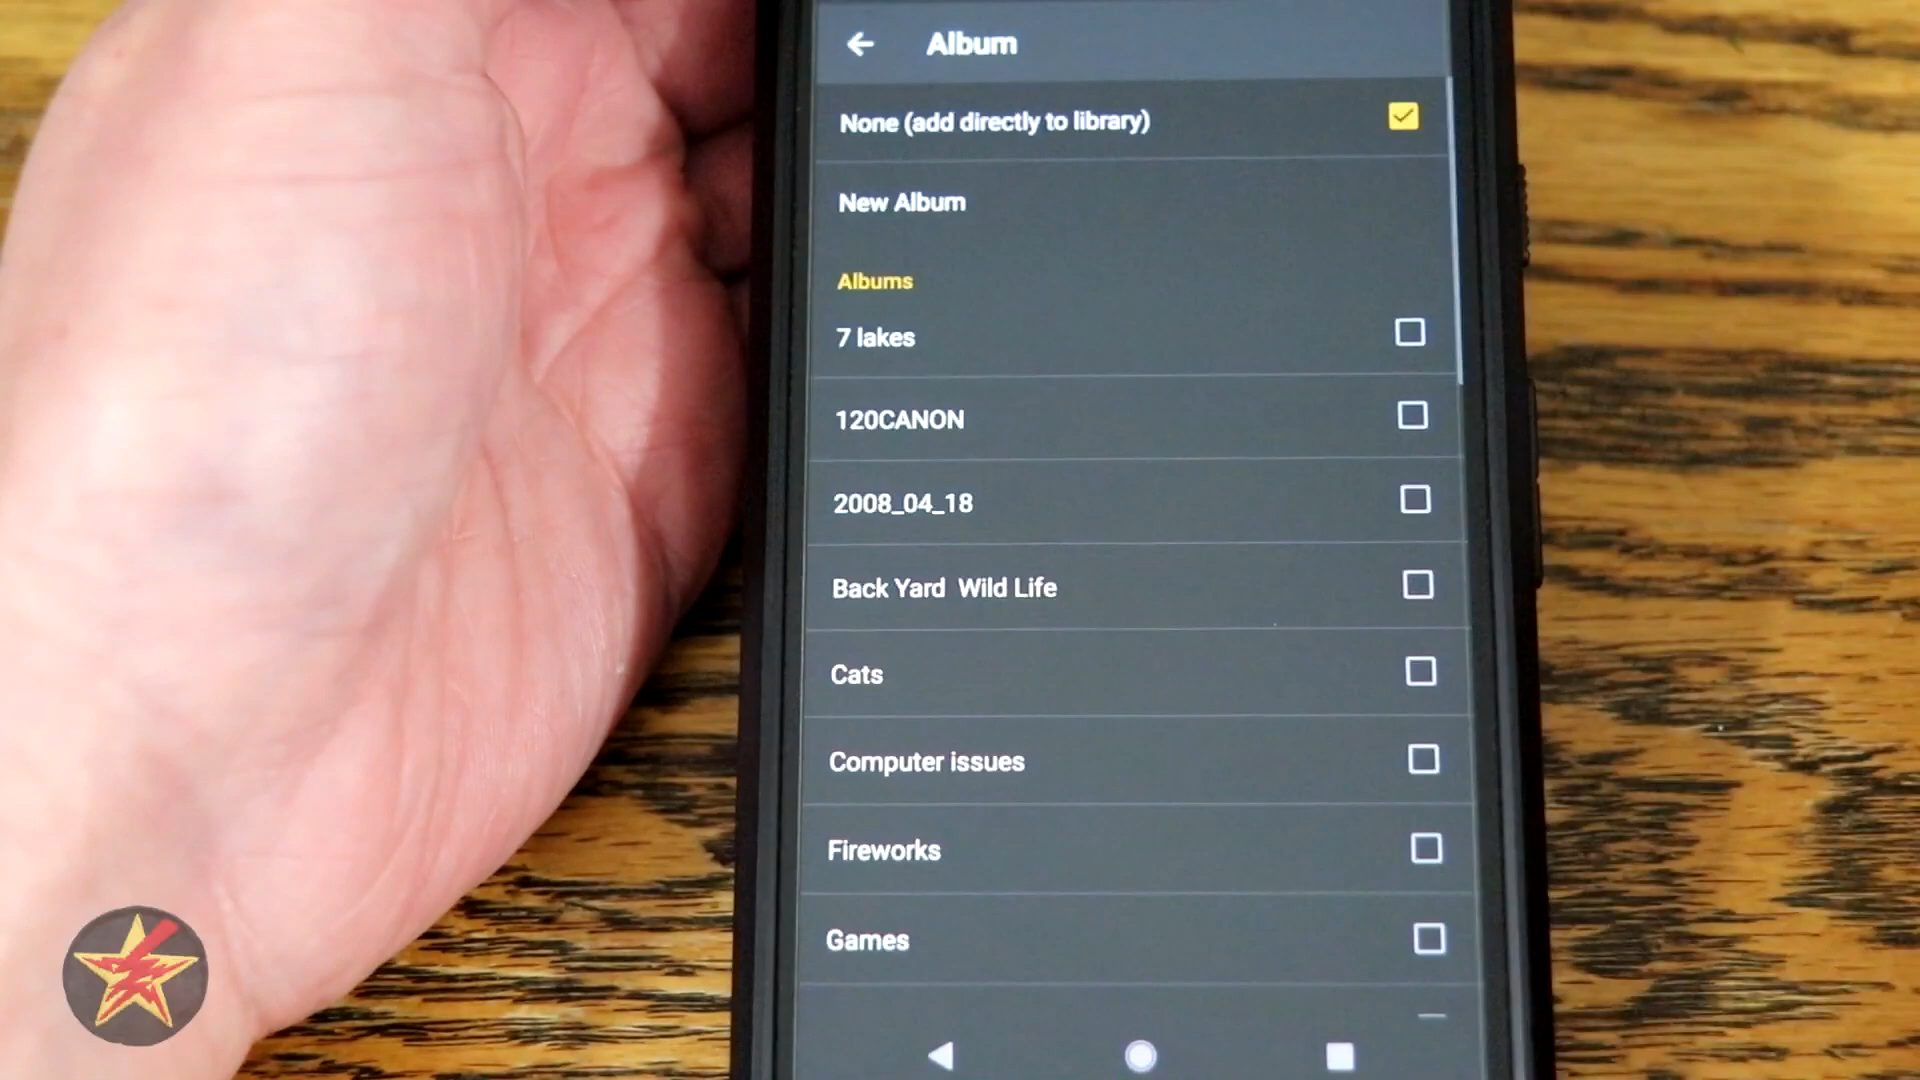 Album
None (add directly to library)
New Album
Albums
7 lakes
120CANON
2008_04_18
Back Yard  Wild Life
Cats
Computer issues
Fireworks
Games